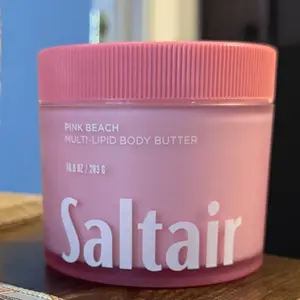 PINK BEACH
MULTI-LIPID BODY BUTTER
10.0 OZ / 283 G
Saltair